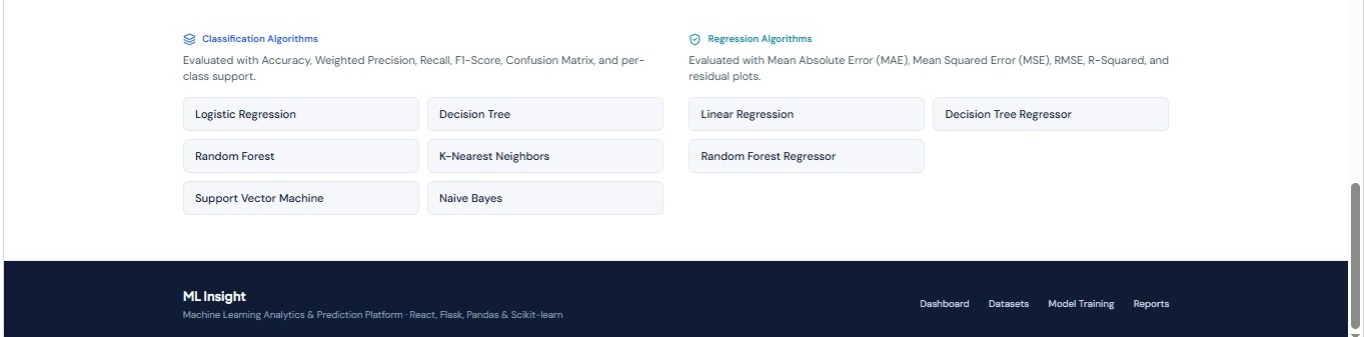 Classification Algorithms
Evaluated with Accuracy, Weighted Precision, Recall, F1-Score, Confusion Matrix, and per-
class support.
Logistic Regression
Decision Tree
Random Forest
K-Nearest Neighbors
Support Vector Machine
Naive Bayes
Regression Algorithms
Evaluated with Mean Absolute Error (MAE), Mean Squared Error (MSE), RMSE, R-Squared, and
residual plots.
Linear Regression
Decision Tree Regressor
Random Forest Regressor
ML Insight
Machine Learning Analytics & Prediction Platform · React, Flask, Pandas & Scikit-learn
Dashboard
Datasets
Model Training
Reports